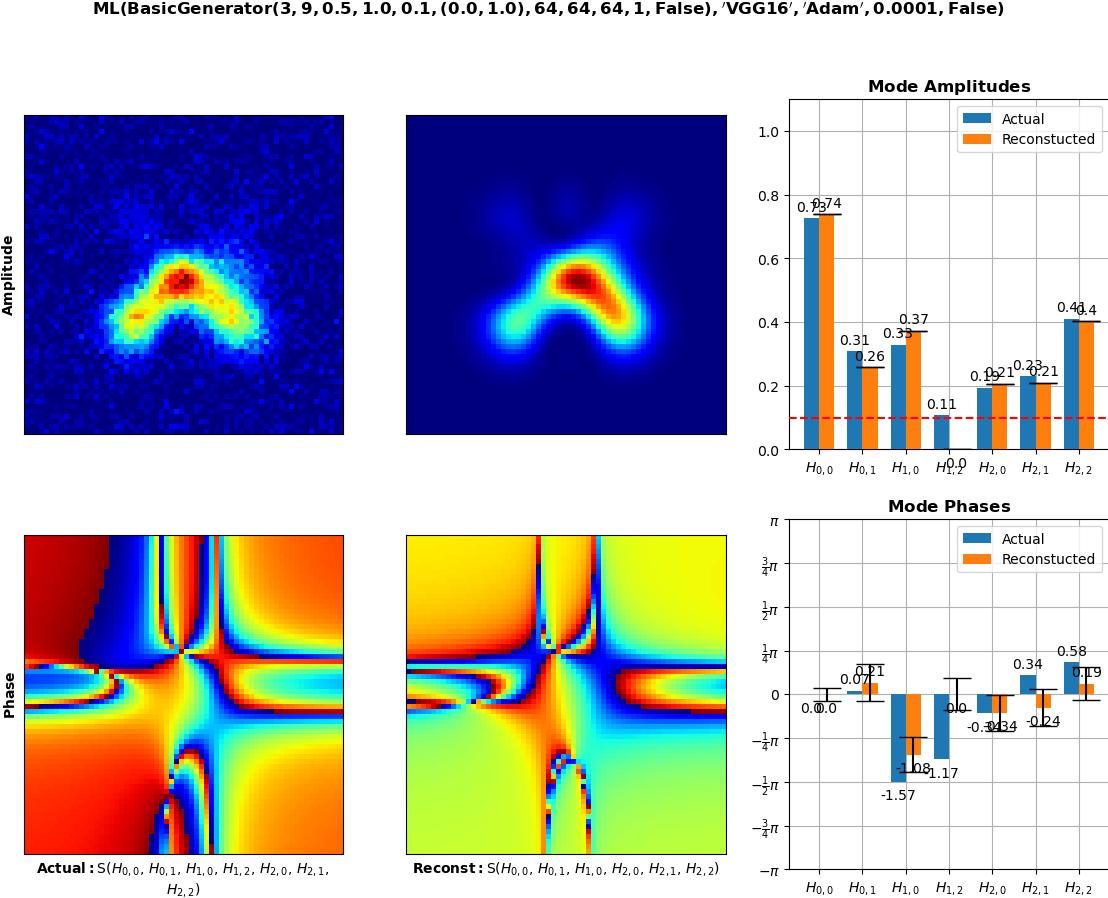 ML(BasicGenerator(3, 9, 0.5, 1.0, 0.1, (0.0, 1.0), 64, 64, 64, 1, False), 'VGG16', 'Adam', 0.0001, False)
Amplitude
Mode Amplitudes
Actual
Reconstucted
1.0
0.8
0.6
0.4
0.2
0.0
0.73
0.74
0.31
0.26
0.33
0.37
0.11
0.0
0.19
0.21
0.23
0.21
0.41
0.4
H0,0 H0,1 H1,0 H1,2 H2,0 H2,1 H2,2
Phase
Mode Phases
Actual
Reconstucted
π
3/4π
1/2π
1/4π
0
−1/4π
−1/2π
−3/4π
−π
0.0
0.0
0.07
0.21
-1.57
-1.08
-1.17
0.0
-0.34
-0.34
0.34
-0.24
0.58
0.19
H0,0 H0,1 H1,0 H1,2 H2,0 H2,1 H2,2
Actual: S(H0,0, H0,1, H1,0, H1,2, H2,0, H2,1,
H2,2)
Reconst: S(H0,0, H0,1, H1,0, H2,0, H2,1, H2,2)